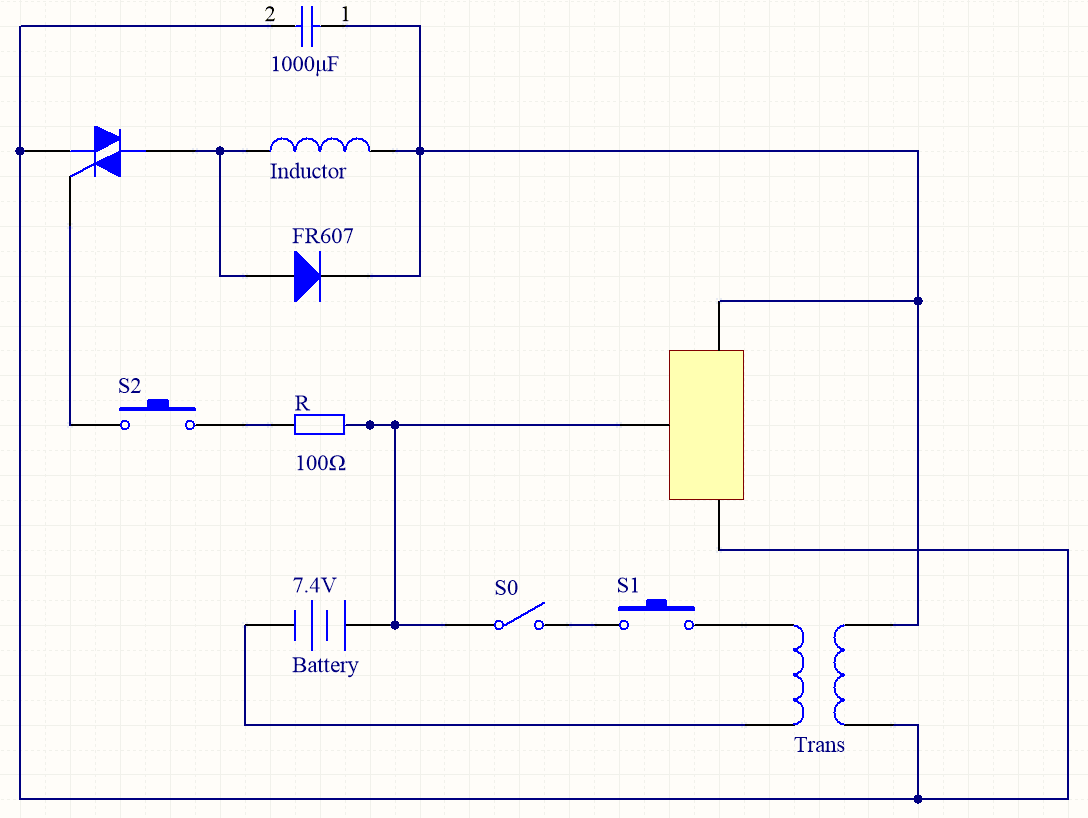 2 1
1000μF
Inductor
FR607
S2
R
100Ω
7.4V
S0
S1
Battery
Trans